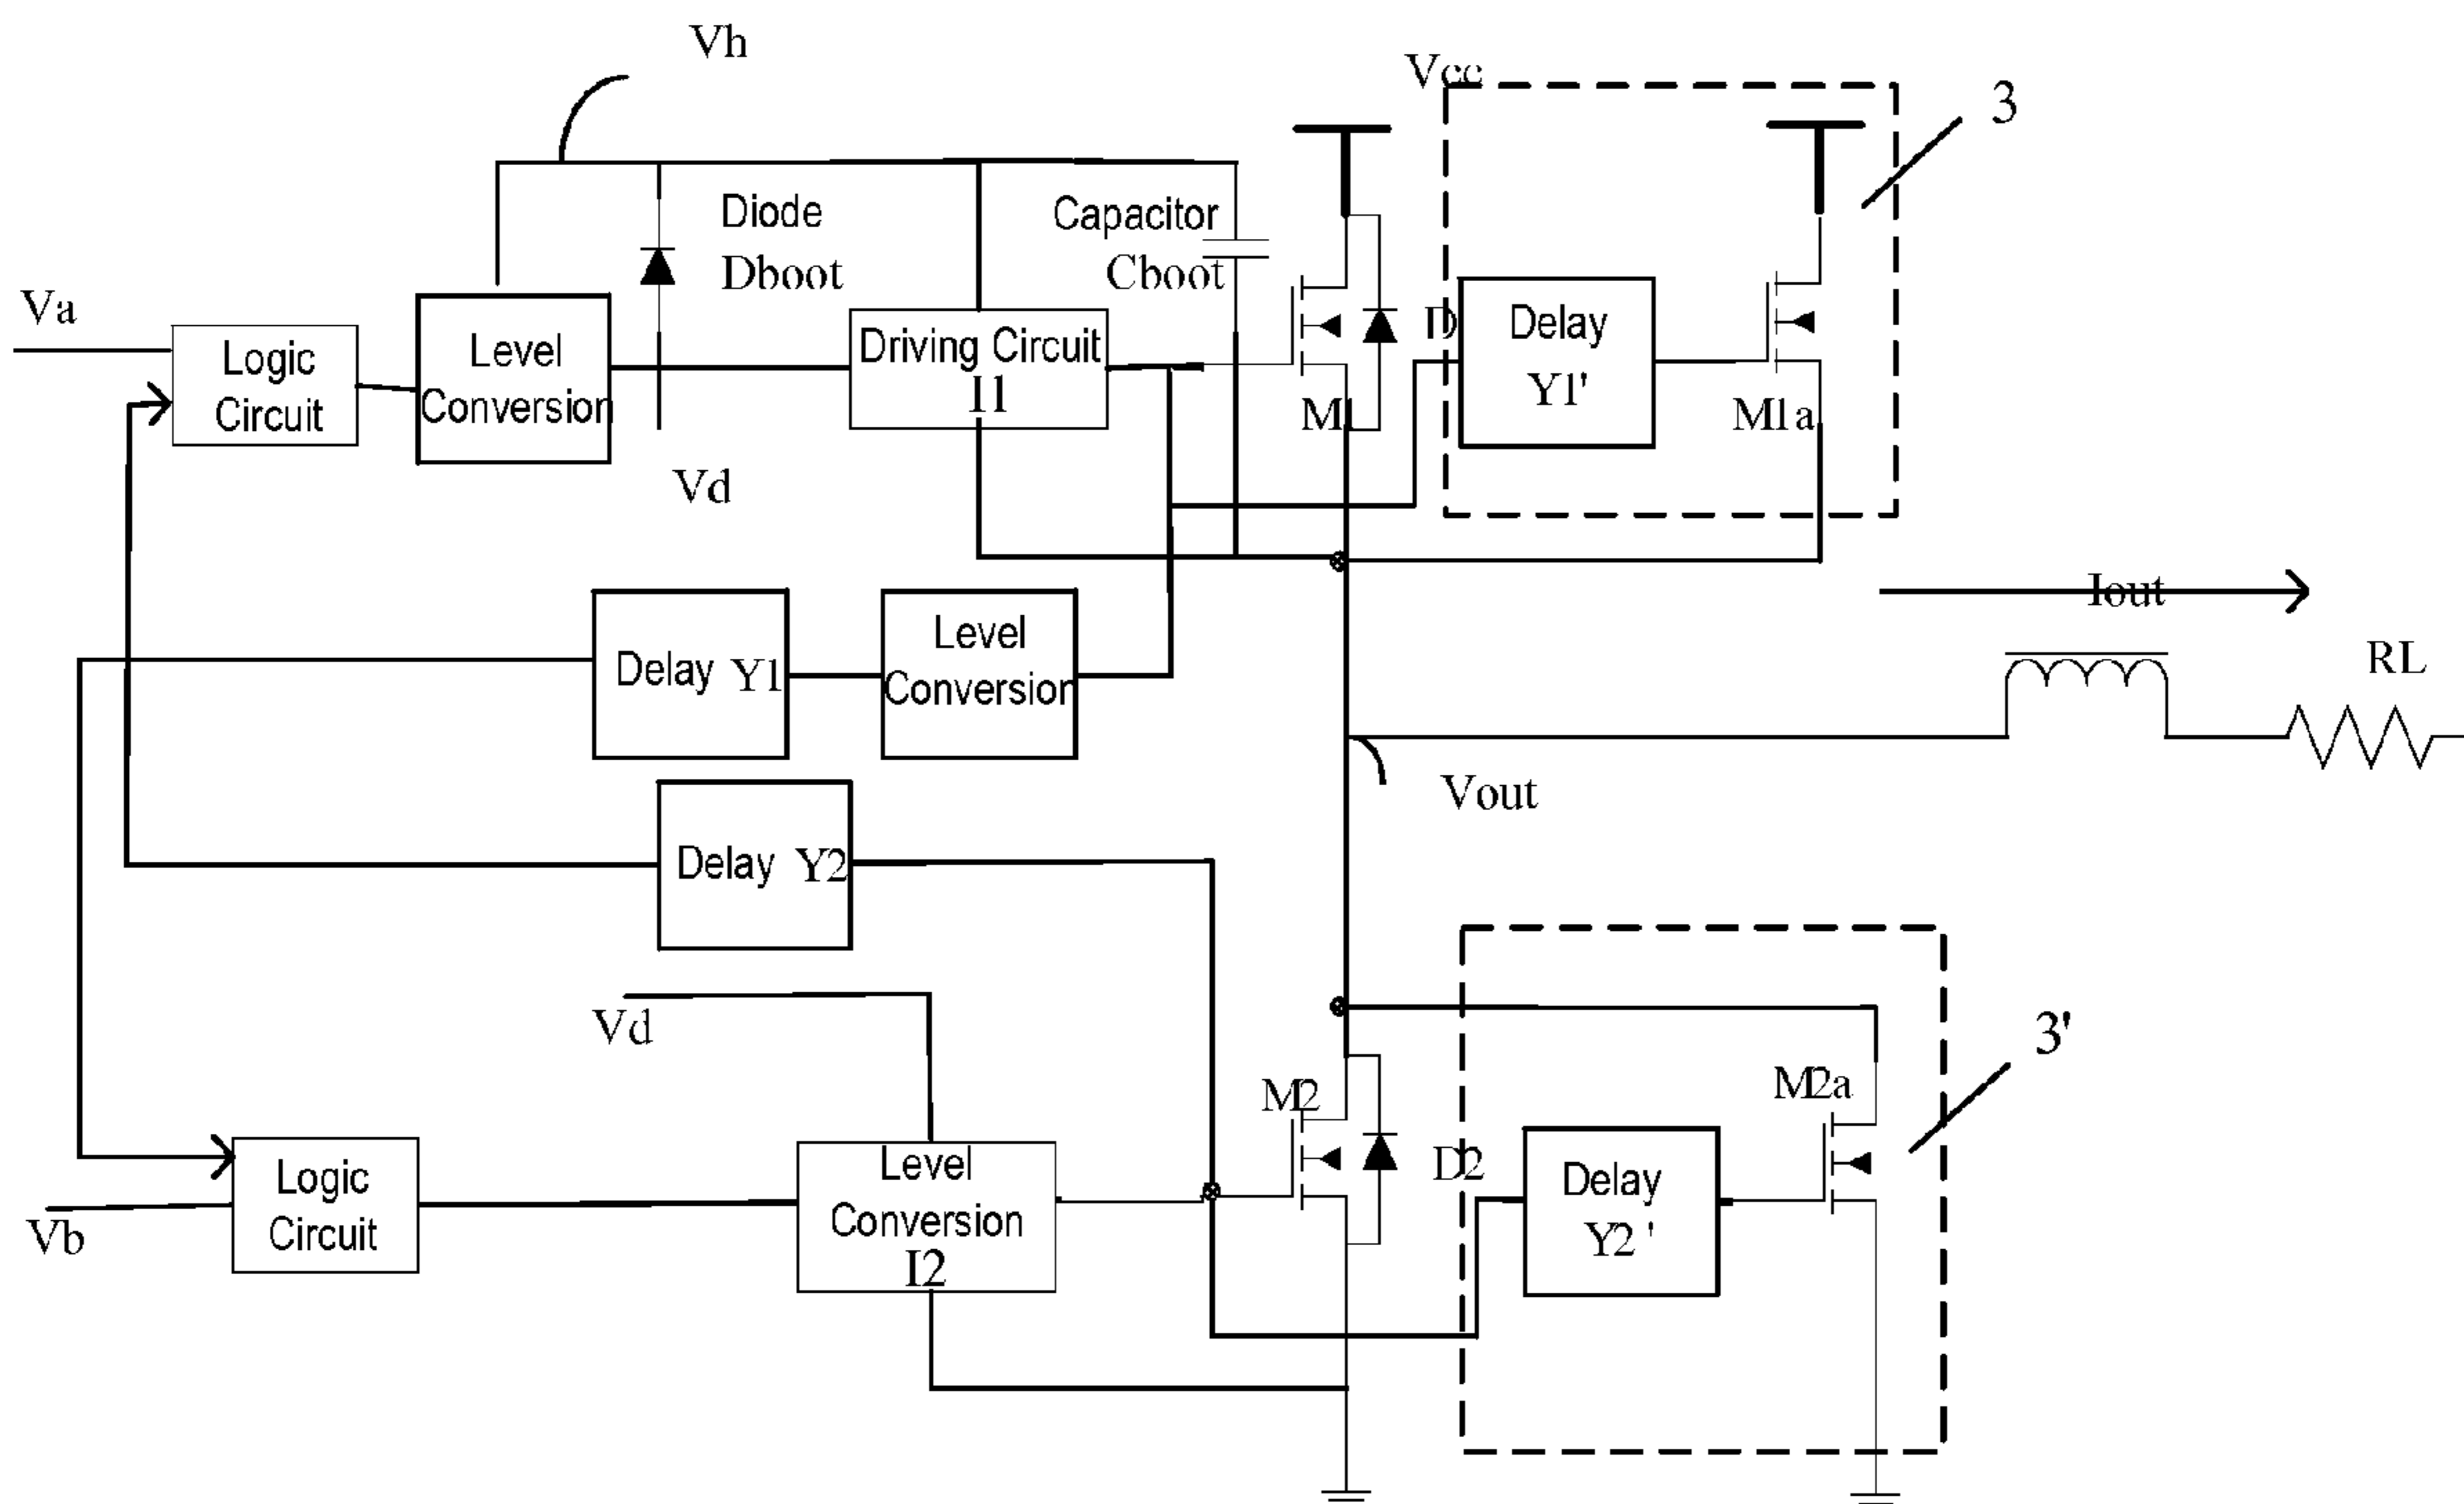 Vh
Vcc
3
Diode
Dboot
Capacitor
Cboot
Va
Logic
Circuit
Level
Conversion
Driving Circuit
I1
D
Delay
Y1'
M1
M1a
Vd
Iout
Delay Y1
Level
Conversion
RL
Vout
Delay Y2
Vd
3'
M2
M2a
D2
Logic
Circuit
Level
Conversion
I2
Delay
Y2 '
Vb